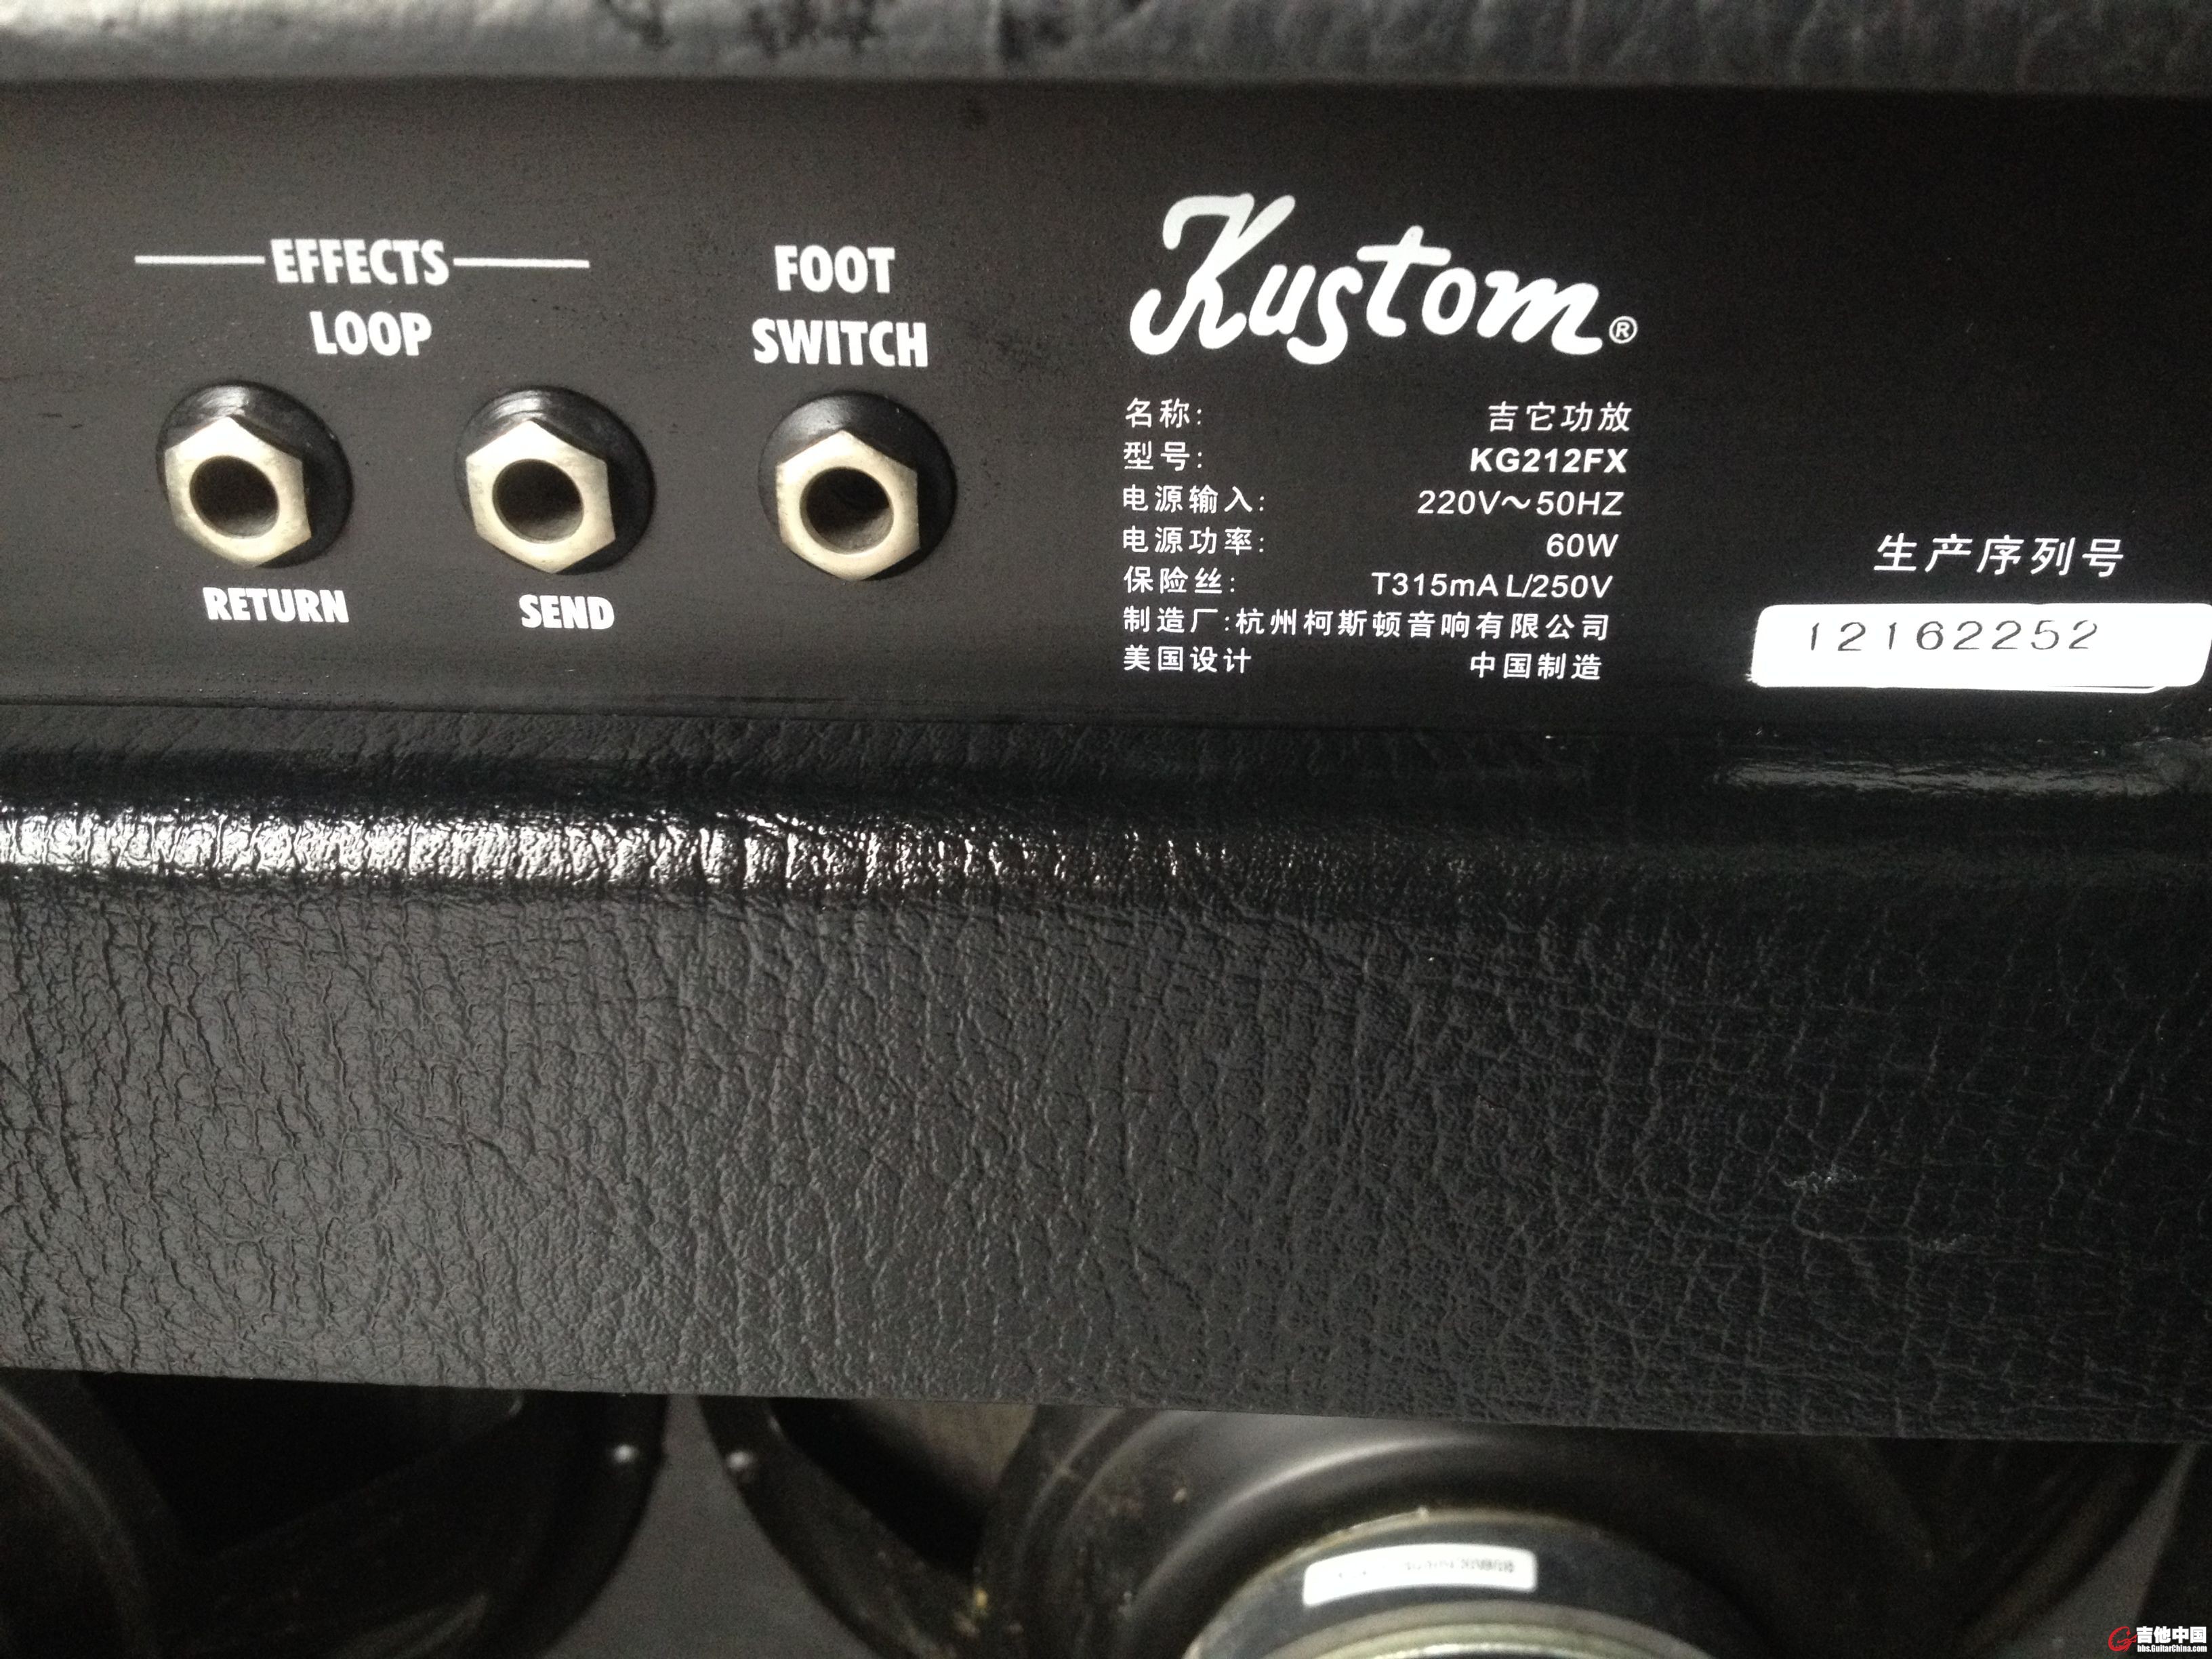 EFFECTS
LOOP
RETURN
SEND
FOOT
SWITCH
Kustom®
名称: 吉它功放
型号: KG212FX
电源输入: 220V～50HZ
电源功率: 60W
保险丝: T315mA L/250V
制造厂:杭州柯斯顿音响有限公司
美国设计 中国制造
生产序列号
12162252
吉他中国
bbs.GuitarChina.com